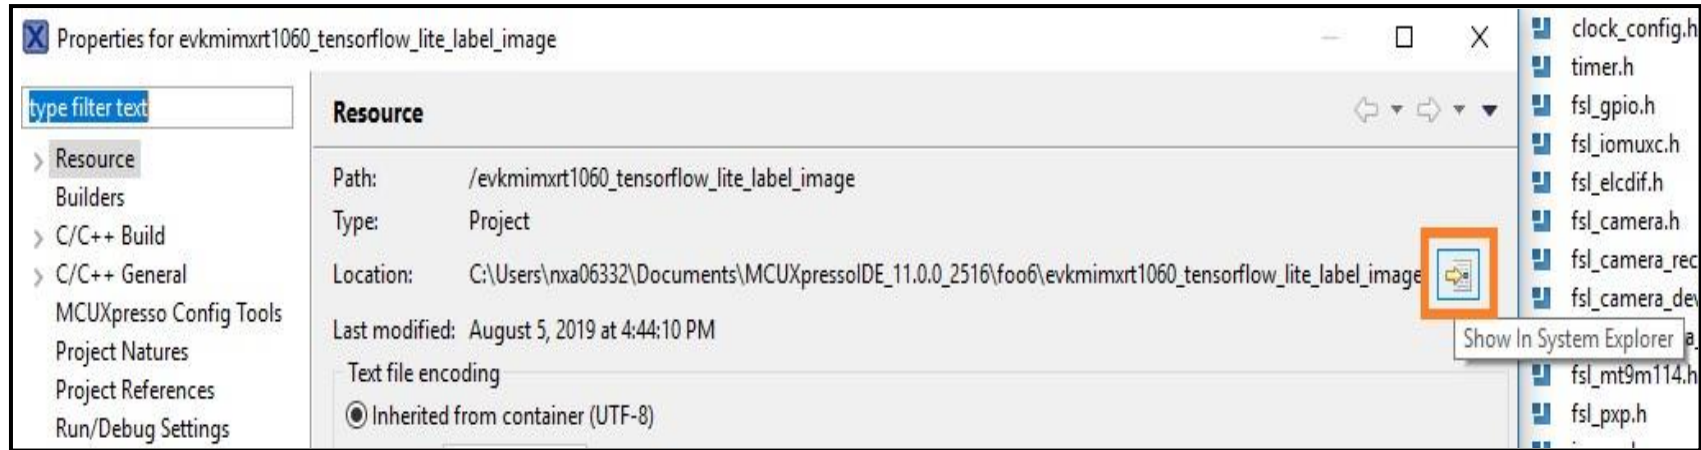 Properties for evkmimxrt1060_tensorflow_lite_label_image
type filter text
Resource
Builders
C/C++ Build
C/C++ General
MCUXpresso Config Tools
Project Natures
Project References
Run/Debug Settings
Resource
Path: /evkmimxrt1060_tensorflow_lite_label_image
Type: Project
Location: C:\Users\nxa06332\Documents\MCUXpressoIDE_11.0.0_2516\foo6\evkmimxrt1060_tensorflow_lite_label_image
Last modified: August 5, 2019 at 4:44:10 PM
Text file encoding
Inherited from container (UTF-8)
Show In System Explorer
clock_config.h
timer.h
fsl_gpio.h
fsl_iomuxc.h
fsl_elcdif.h
fsl_camera.h
fsl_camera_rec
fsl_camera_dev
a_
fsl_mt9m114.h
fsl_pxp.h